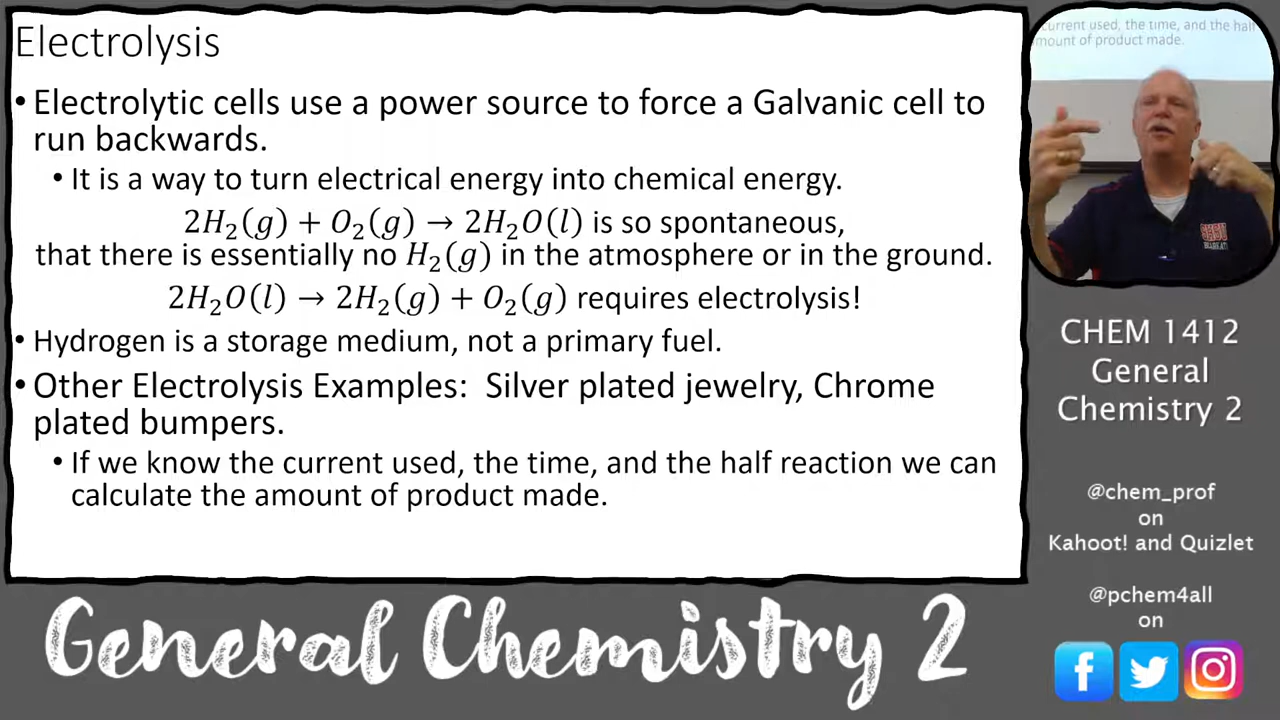 Electrolysis
• Electrolytic cells use a power source to force a Galvanic cell to
run backwards.
• It is a way to turn electrical energy into chemical energy.
2H₂(g) + O₂(g) → 2H₂O(l) is so spontaneous,
that there is essentially no H₂(g) in the atmosphere or in the ground.
2H₂O(l) → 2H₂(g) + O₂(g) requires electrolysis!
• Hydrogen is a storage medium, not a primary fuel.
• Other Electrolysis Examples: Silver plated jewelry, Chrome
plated bumpers.
• If we know the current used, the time, and the half reaction we can
calculate the amount of product made.
current used, the time, and the half
mount of product made.
SHSU
CHEM 1412
General
Chemistry 2
@chem_prof
on
Kahoot! and Quizlet
@pchem4all
on
General Chemistry 2